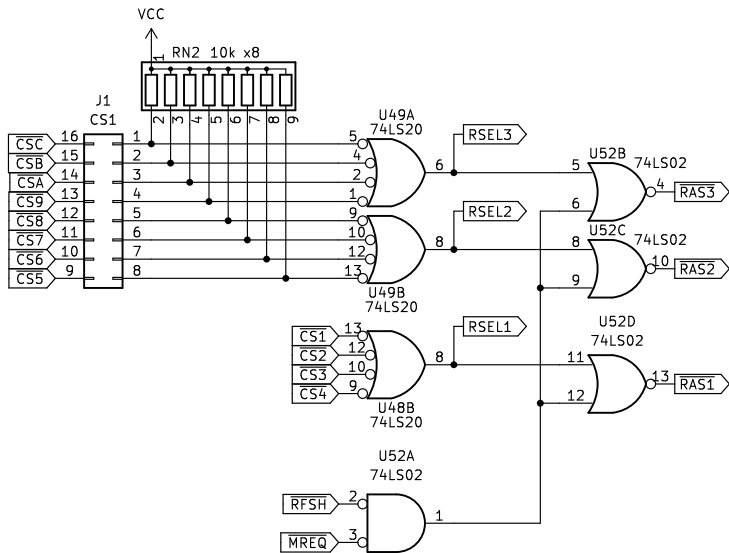 VCC
RN2 10k x8
1
2 3 4 5 6 7 8 9
J1
CS1
CSC 16 1
CSB 15 2
CSA 14 3
CS9 13 4
CS8 12 5
CS7 11 6
CS6 10 7
CS5 9 8
U49A
74LS20
5
4
2
1
6
RSEL3
9
10
12
13
8
RSEL2
U49B
74LS20
U52B
74LS02
5
6
4
RAS3
U52C
74LS02
8
9
10
RAS2
CS1 13
CS2 12
CS3 10
CS4 9
8
RSEL1
U48B
74LS20
U52D
74LS02
11
12
13
RAS1
U52A
74LS02
RFSH 2
MREQ 3
1